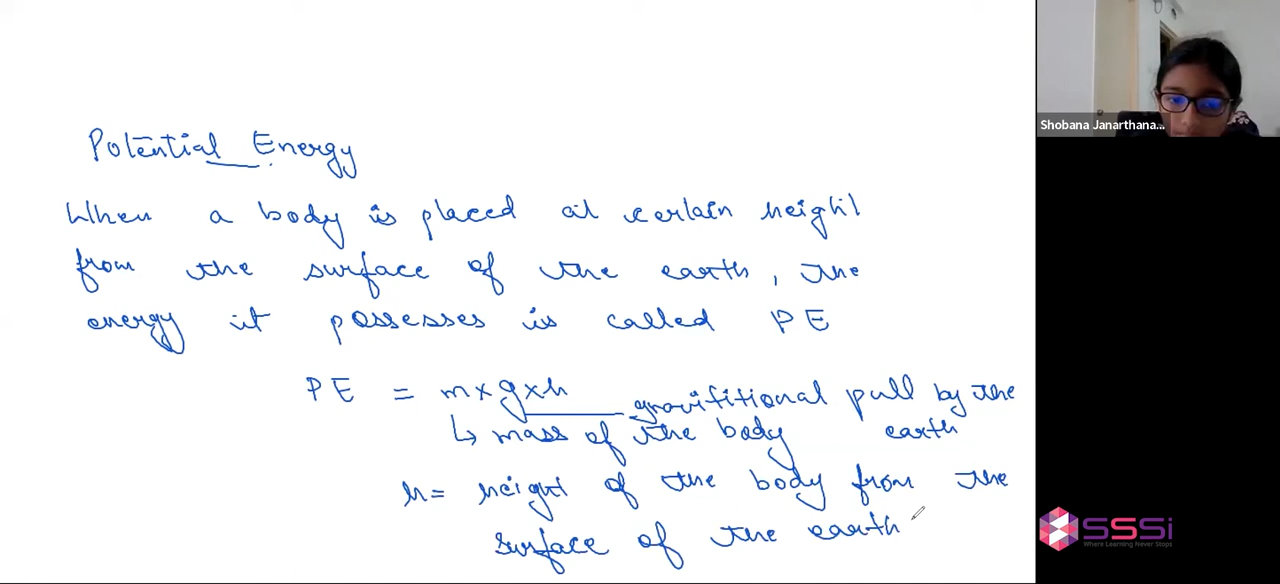 Potential Energy
When a body is placed at certain height
from the surface of the earth, the
energy it possesses is called PE
PE = m×g×h gravifitional pull by the
↳ mass of the body earth
h = height of the body from the
surface of the earth
Shobana Janarthana...
SSSi
Where Learning Never Stops